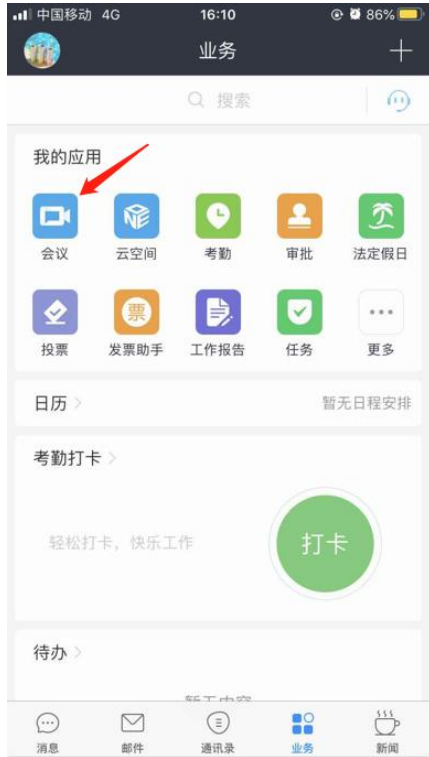 中国移动 4G 16:10 86%
业务
搜索
我的应用
会议 云空间 考勤 审批 法定假日
票
投票 发票助手 工作报告 任务 更多
日历 暂无日程安排
考勤打卡
轻松打卡，快乐工作
打卡
待办
暂无内容
消息 邮件 通讯录 业务 新闻